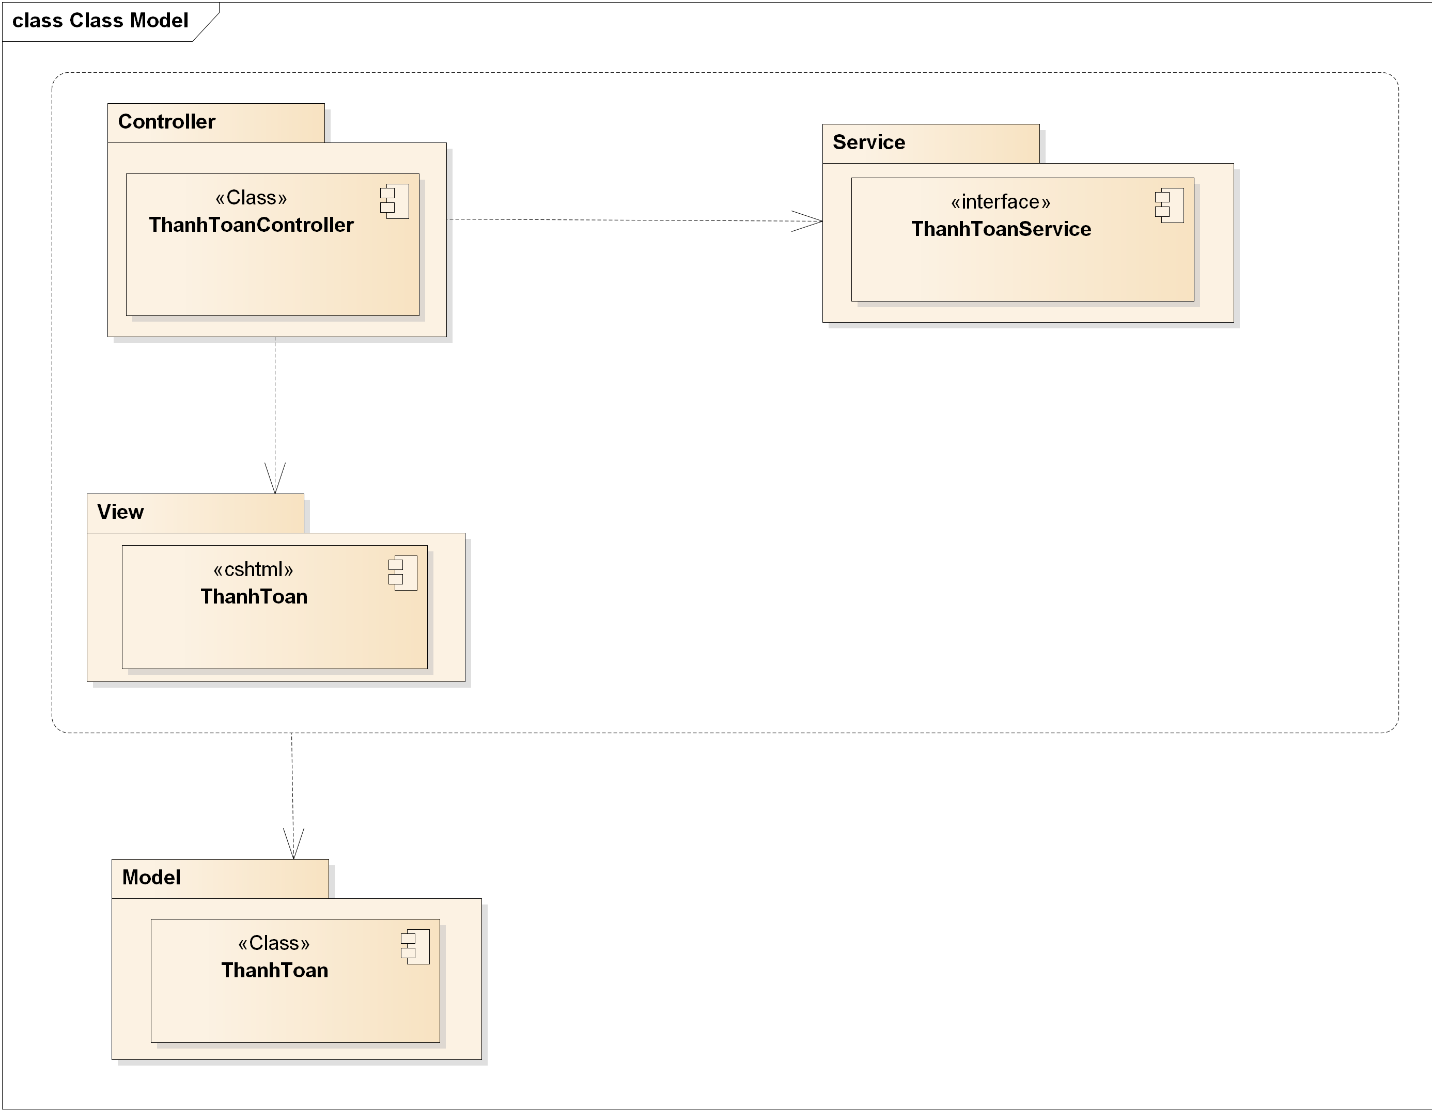 class Class Model
Controller
«Class»
ThanhToanController
Service
«interface»
ThanhToanService
View
«cshtml»
ThanhToan
Model
«Class»
ThanhToan